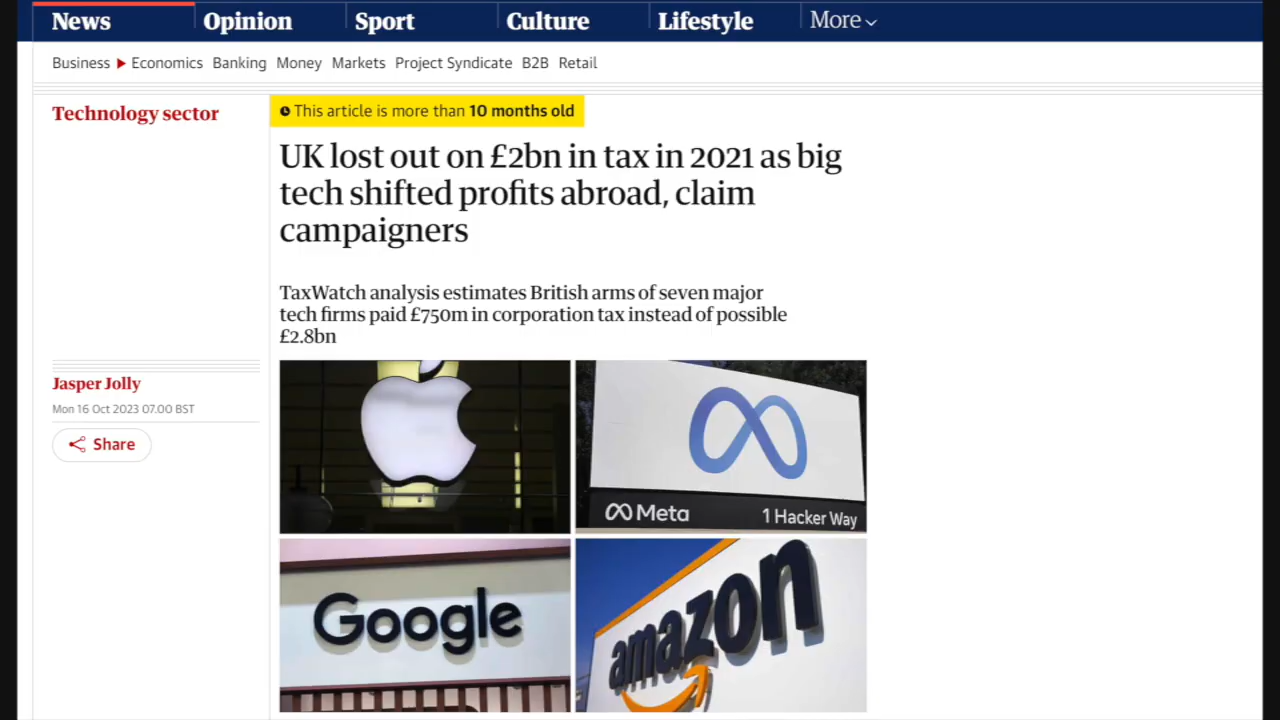 News Opinion Sport Culture Lifestyle More
Business Economics Banking Money Markets Project Syndicate B2B Retail
Technology sector
This article is more than 10 months old
UK lost out on £2bn in tax in 2021 as big
tech shifted profits abroad, claim
campaigners
TaxWatch analysis estimates British arms of seven major
tech firms paid £750m in corporation tax instead of possible
£2.8bn
Jasper Jolly
Mon 16 Oct 2023 07.00 BST
Share
Meta 1 Hacker Way
Google
amazon